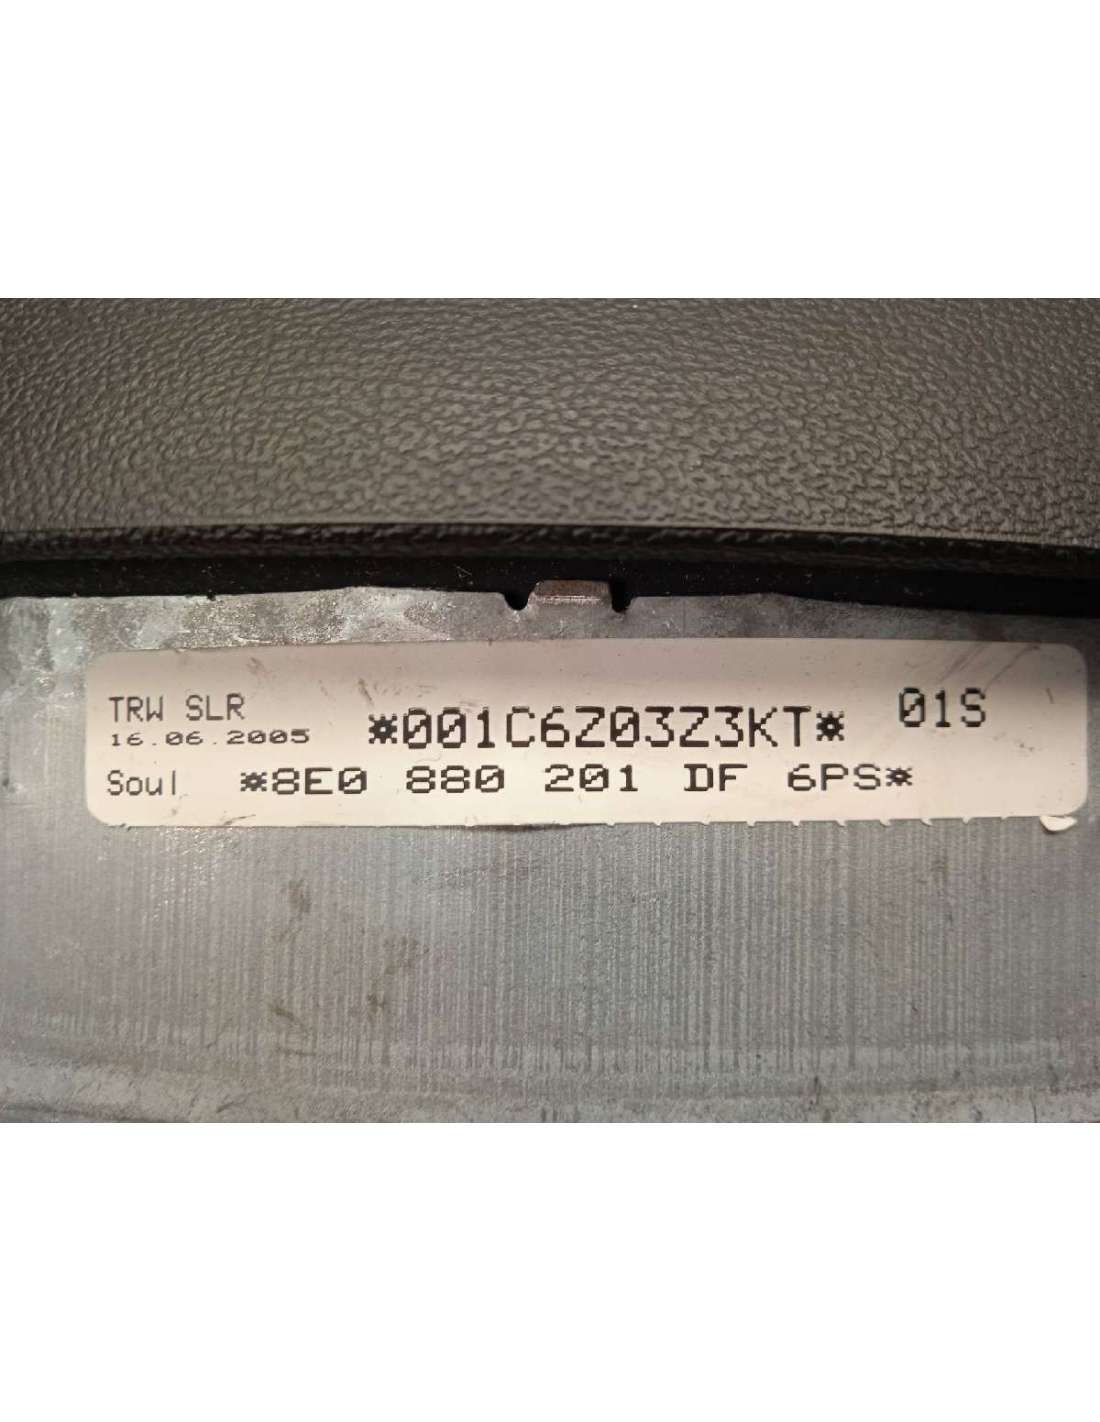 TRW SLR *001C6Z03Z3KT* 01S
16.06.2005
Soul *8E0 880 201 DF 6PS*